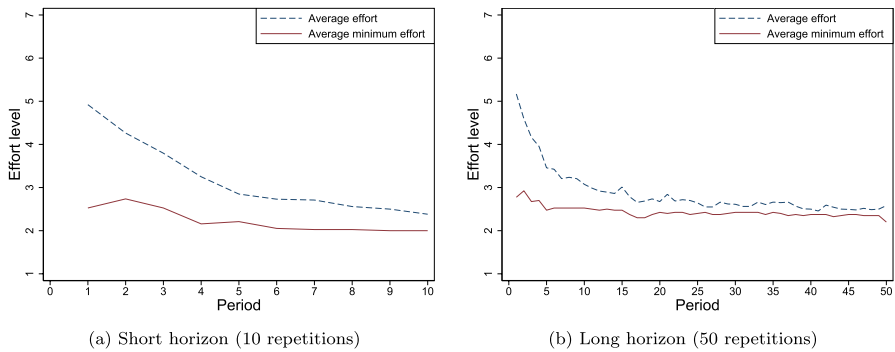 Average effort
Average minimum effort
Effort level
7
6
5
4
3
2
1
0 1 2 3 4 5 6 7 8 9 10
Period
(a) Short horizon (10 repetitions)
Average effort
Average minimum effort
Effort level
7
6
5
4
3
2
1
0 5 10 15 20 25 30 35 40 45 50
Period
(b) Long horizon (50 repetitions)